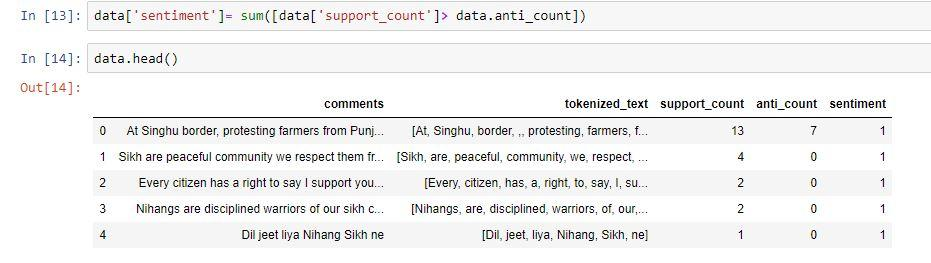 In [13]: data['sentiment']= sum([data['support_count']> data.anti_count])
In [14]: data.head()
Out[14]:
comments tokenized_text support_count anti_count sentiment
0 At Singhu border, protesting farmers from Punj... [At, Singhu, border, ,, protesting, farmers, f... 13 7 1
1 Sikh are peaceful community we respect them fr... [Sikh, are, peaceful, community, we, respect, ... 4 0 1
2 Every citizen has a right to say I support you... [Every, citizen, has, a, right, to, say, I, su... 2 0 1
3 Nihangs are disciplined warriors of our sikh c... [Nihangs, are, disciplined, warriors, of, our,... 2 0 1
4 Dil jeet liya Nihang Sikh ne [Dil, jeet, liya, Nihang, Sikh, ne] 1 0 1